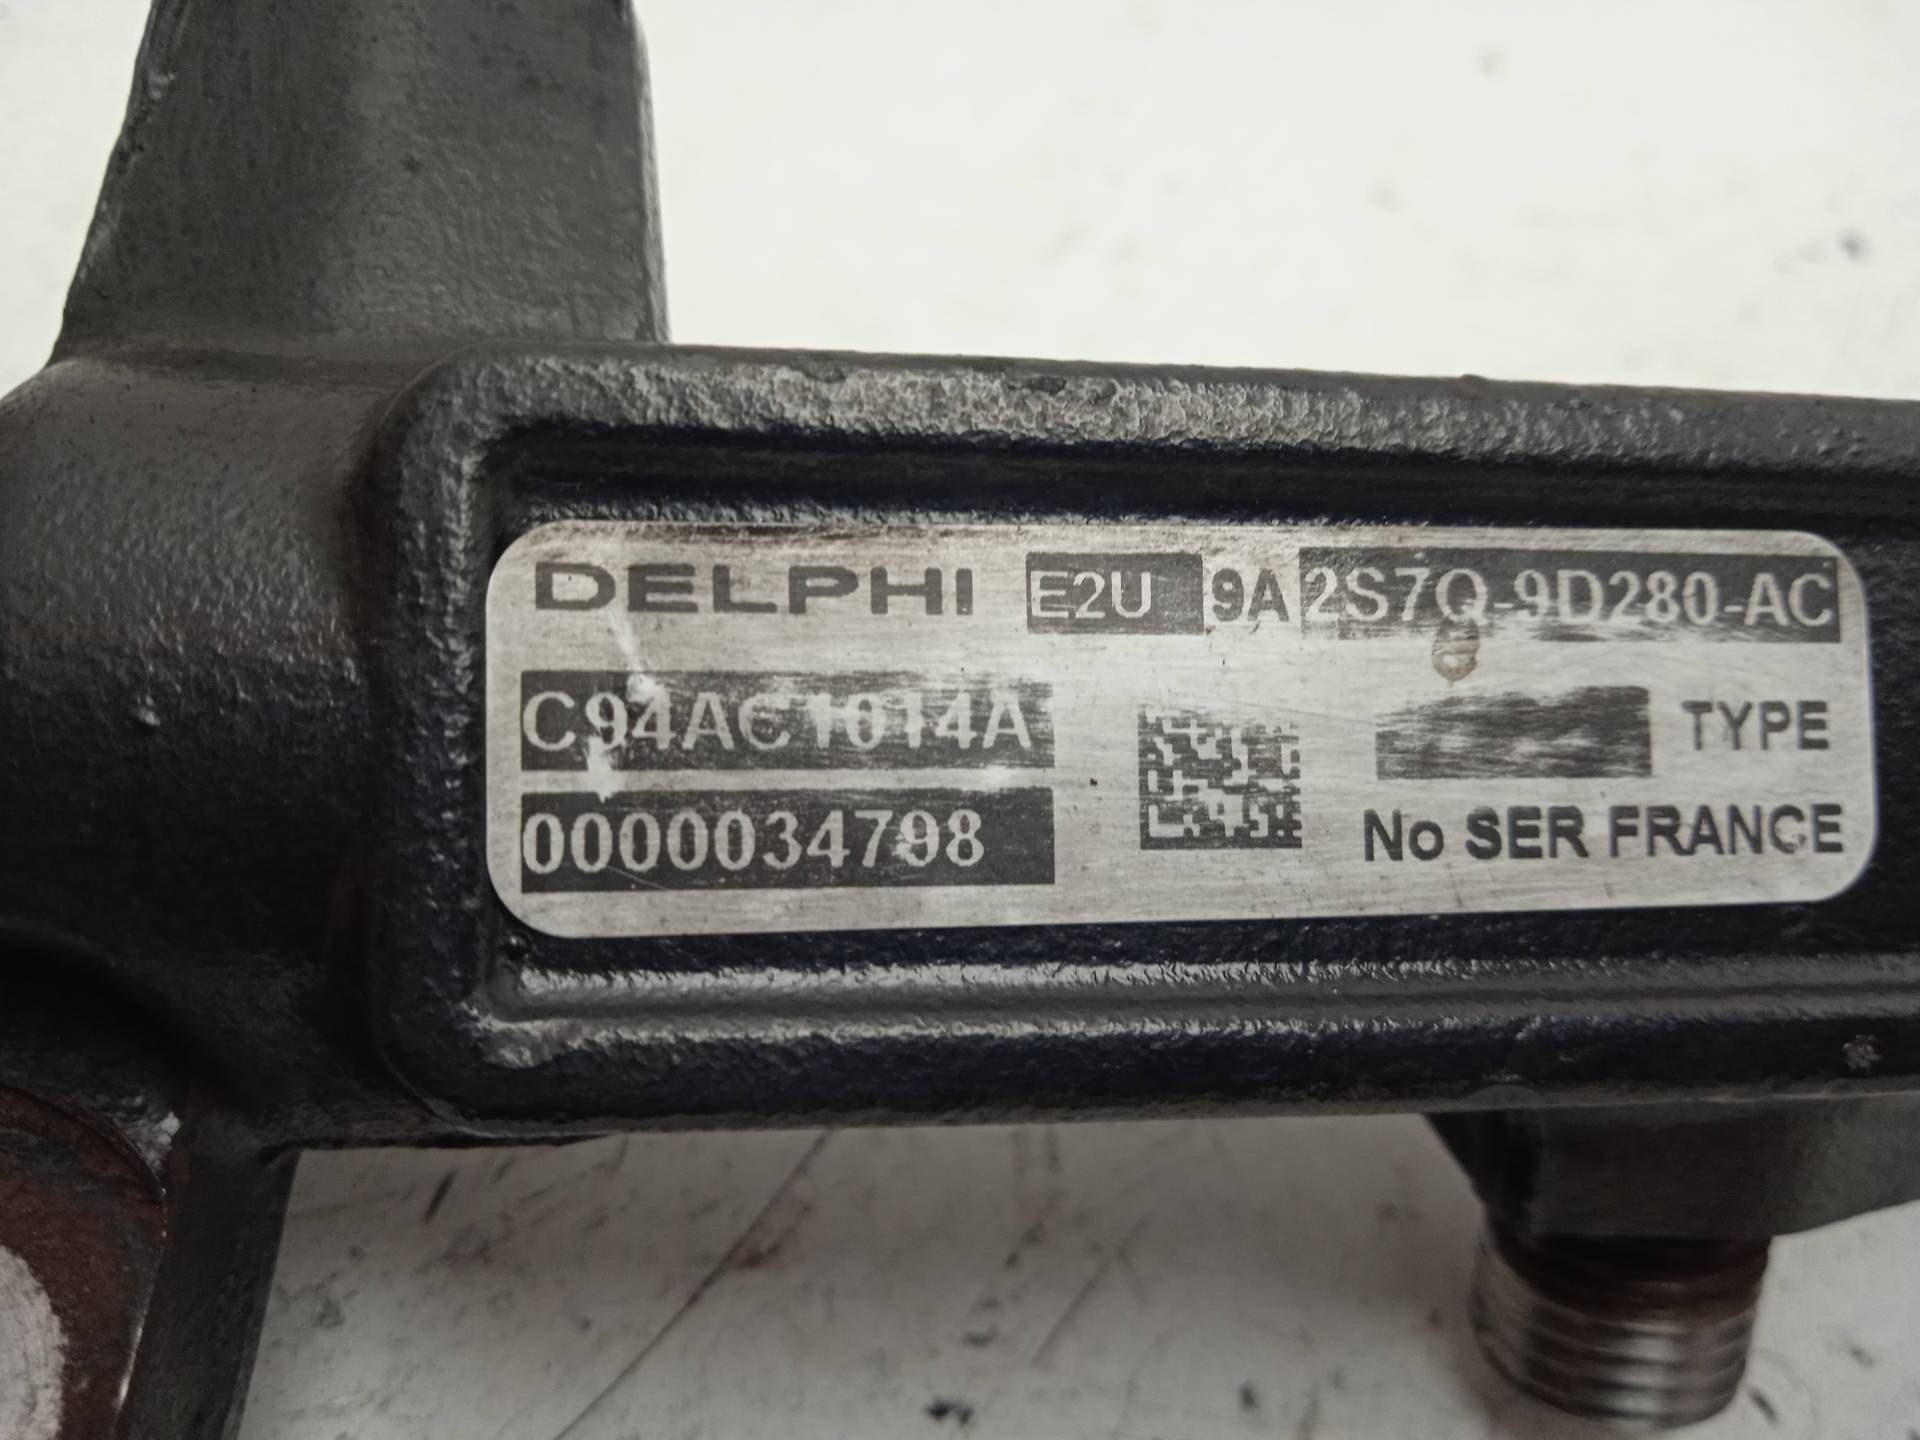 DELPHI E2U 9A 2S7Q-9D280-AC
C94AC1014A TYPE
0000034798 No SER FRANCE